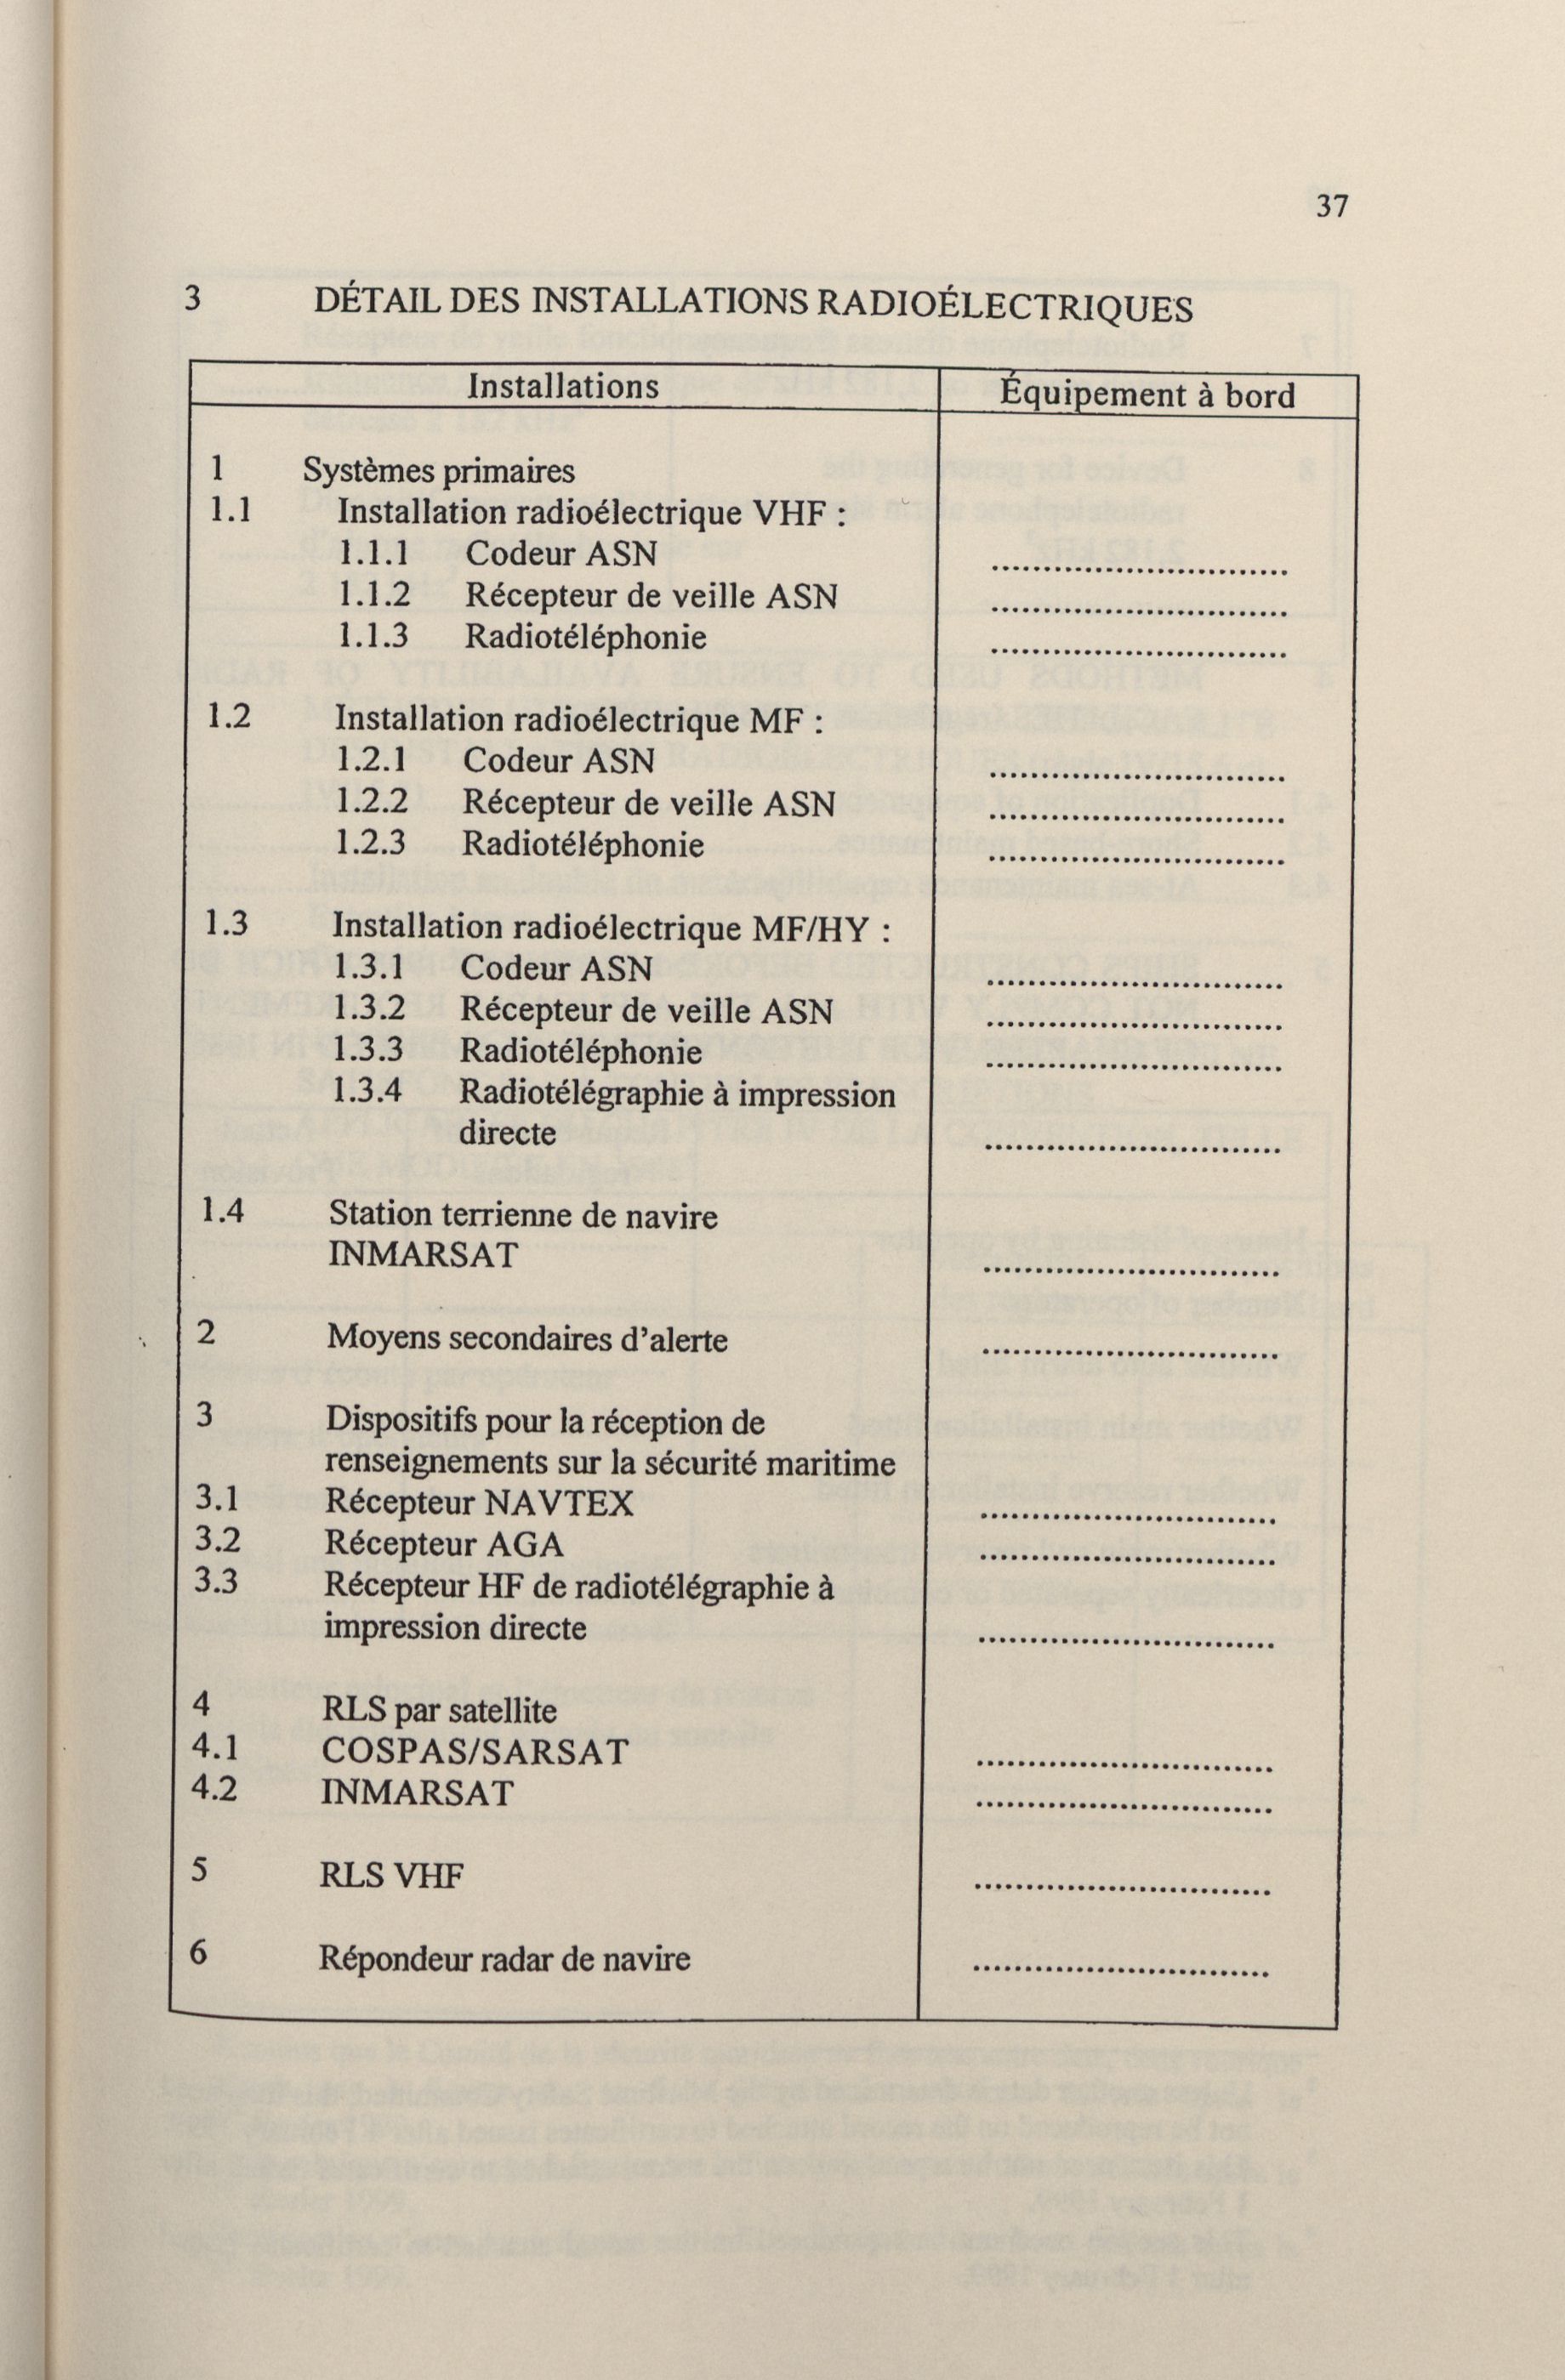 37
3 DÉTAIL DES INSTALLATIONS RADIOÉLECTRIQUES
Installations Équipement à bord
1 Systèmes primaires
1.1 Installation radioélectrique VHF :
1.1.1 Codeur ASN ..............................
1.1.2 Récepteur de veille ASN ..............................
1.1.3 Radiotéléphonie ..............................
1.2 Installation radioélectrique MF :
1.2.1 Codeur ASN ..............................
1.2.2 Récepteur de veille ASN ..............................
1.2.3 Radiotéléphonie ..............................
1.3 Installation radioélectrique MF/HY :
1.3.1 Codeur ASN ..............................
1.3.2 Récepteur de veille ASN ..............................
1.3.3 Radiotéléphonie ..............................
1.3.4 Radiotélégraphie à impression
directe ..............................
1.4 Station terrienne de navire
INMARSAT ..............................
2 Moyens secondaires d'alerte ..............................
3 Dispositifs pour la réception de
renseignements sur la sécurité maritime
3.1 Récepteur NAVTEX ..............................
3.2 Récepteur AGA ..............................
3.3 Récepteur HF de radiotélégraphie à
impression directe ..............................
4 RLS par satellite
4.1 COSPAS/SARSAT ..............................
4.2 INMARSAT ..............................
5 RLS VHF ..............................
6 Répondeur radar de navire ..............................